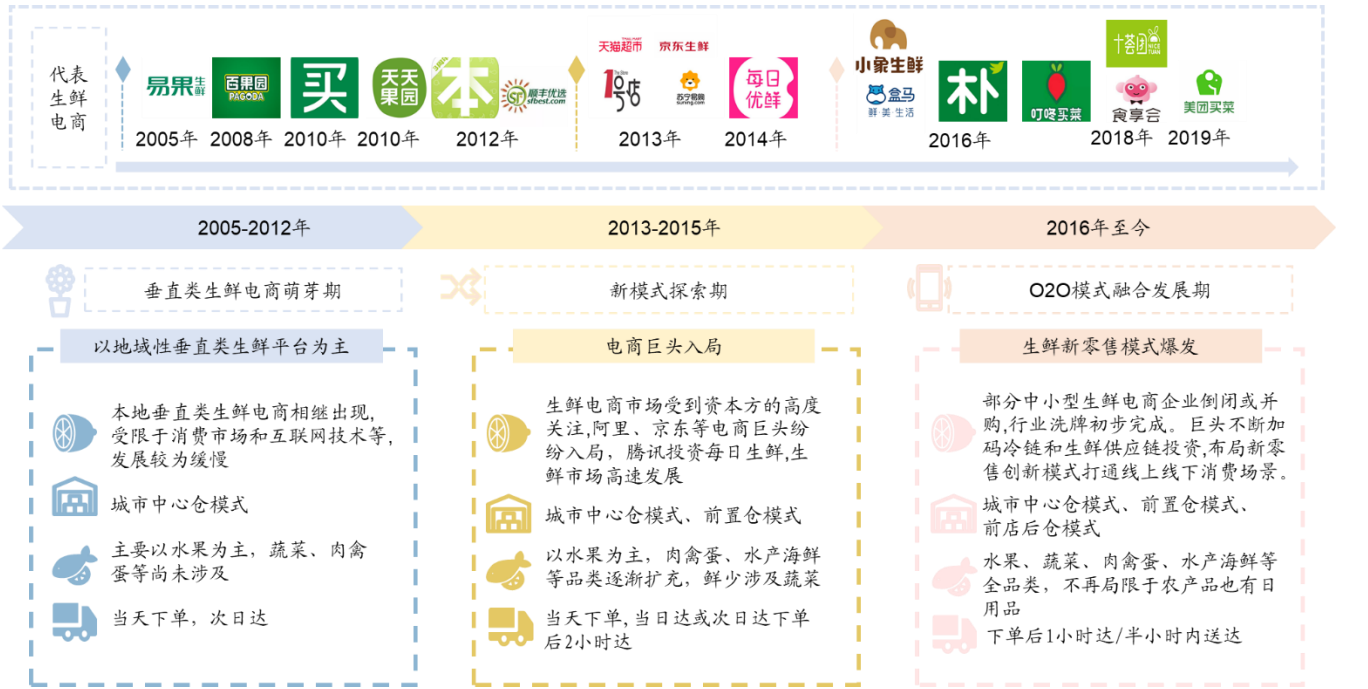 代表
生鲜
电商
易果生鲜
百果园
PAGODA
买
天天
果园
本
顺丰优选
sfbest.com
天猫超市
京东生鲜
1号店
苏宁易购
suning.com
每日
优鲜
小象生鲜
盒马
鲜·美 生活
朴
叮咚买菜
十荟团
NICE
TUAN
食享会
美团买菜
2005年
2008年
2010年
2010年
2012年
2013年
2014年
2016年
2018年
2019年
2005-2012年
2013-2015年
2016年至今
垂直类生鲜电商萌芽期
新模式探索期
O2O模式融合发展期
以地域性垂直类生鲜平台为主
本地垂直类生鲜电商相继出现,
受限于消费市场和互联网技术等,
发展较为缓慢
城市中心仓模式
主要以水果为主，蔬菜、肉禽
蛋等尚未涉及
当天下单，次日达
电商巨头入局
生鲜电商市场受到资本方的高度
关注,阿里、京东等电商巨头纷
纷入局，腾讯投资每日生鲜,生
鲜市场高速发展
城市中心仓模式、前置仓模式
以水果为主，肉禽蛋、水产海鲜
等品类逐渐扩充，鲜少涉及蔬菜
当天下单,当日达或次日达下单
后2小时达
生鲜新零售模式爆发
部分中小型生鲜电商企业倒闭或并
购,行业洗牌初步完成。巨头不断加
码冷链和生鲜供应链投资,布局新零
售创新模式打通线上线下消费场景。
城市中心仓模式、前置仓模式、
前店后仓模式
水果、蔬菜、肉禽蛋、水产海鲜等
全品类，不再局限于农产品也有日
用品
下单后1小时达/半小时内送达